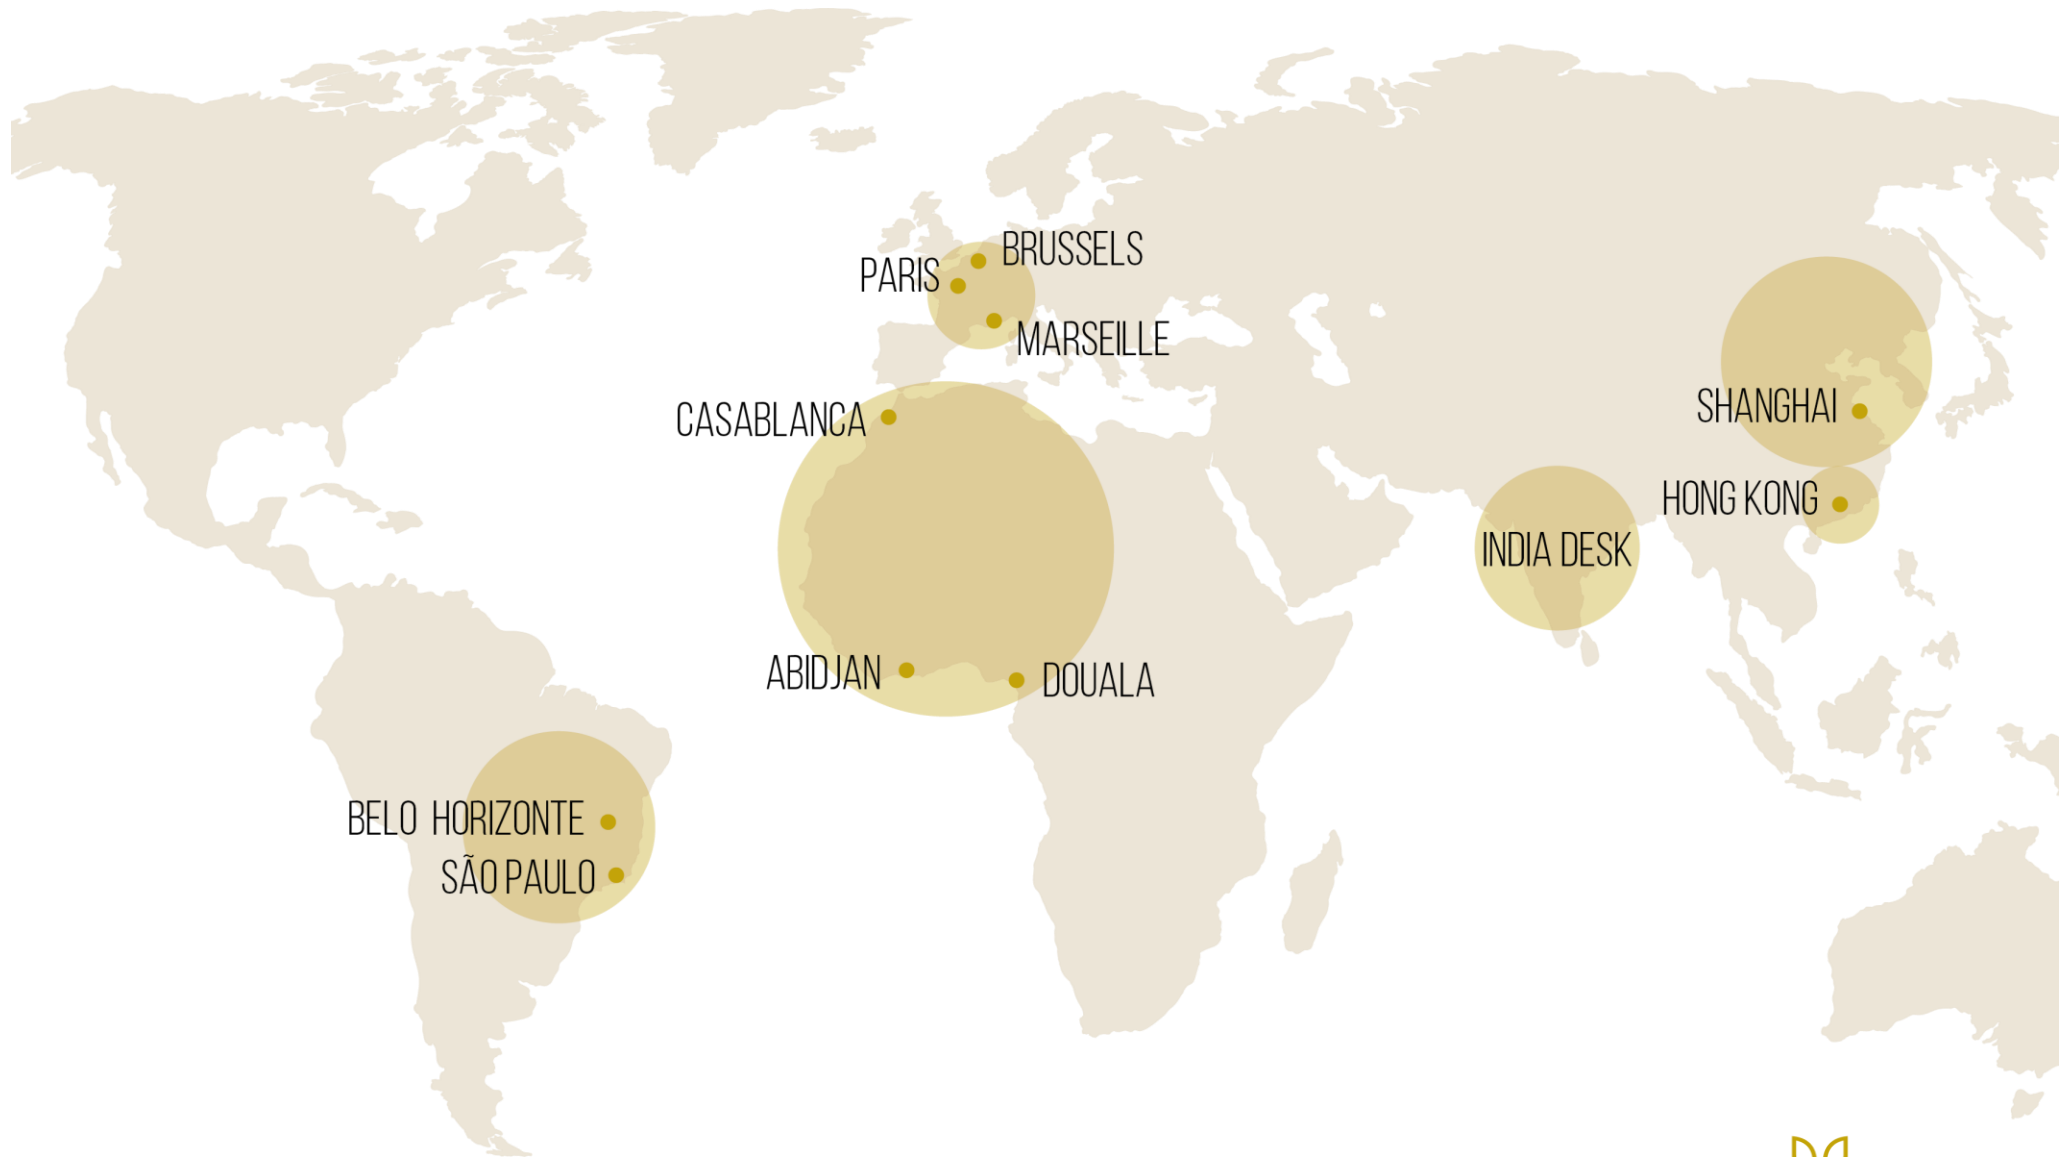 BRUSSELS
PARIS
MARSEILLE
CASABLANCA
SHANGHAI
HONG KONG
INDIA DESK
ABIDJAN
DOUALA
BELO HORIZONTE
SÃO PAULO